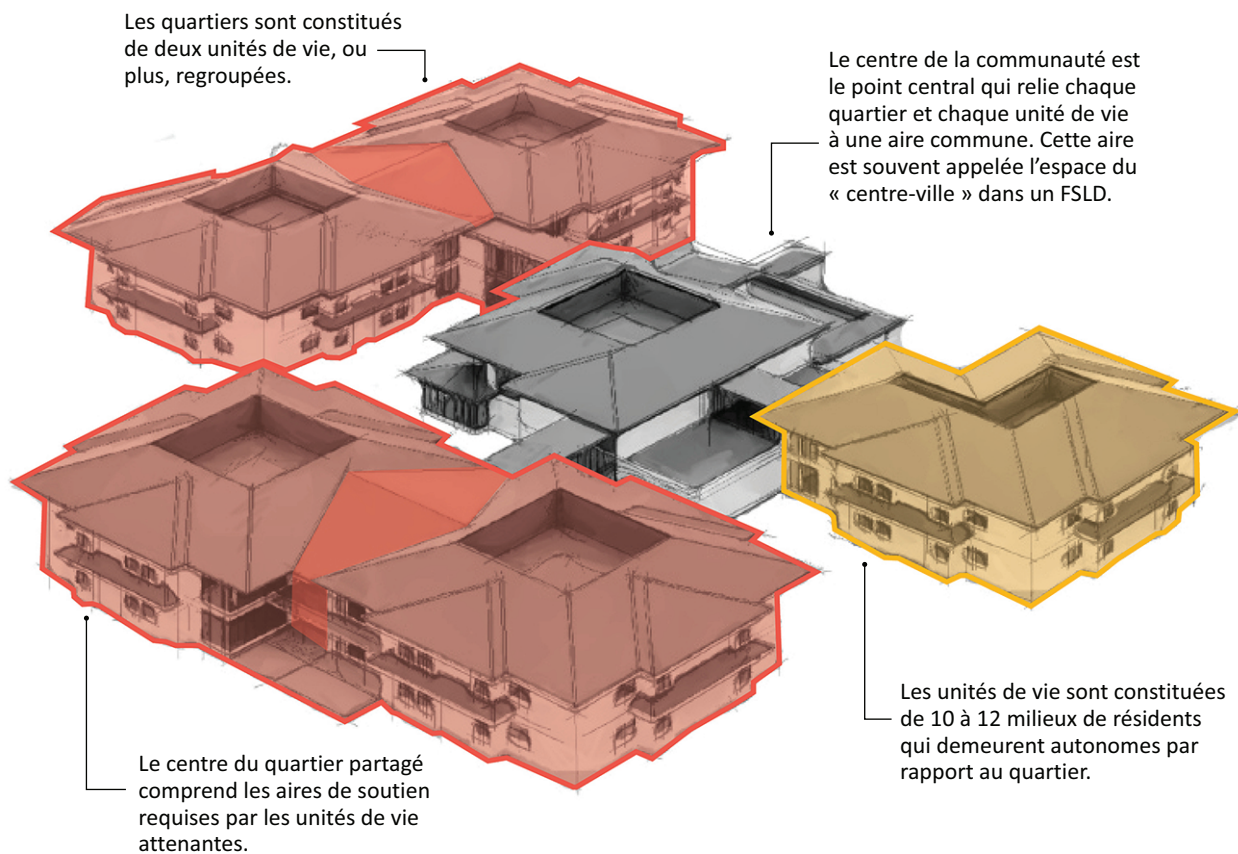 Les quartiers sont constitués
de deux unités de vie, ou
plus, regroupées.
Le centre de la communauté est
le point central qui relie chaque
quartier et chaque unité de vie
à une aire commune. Cette aire
est souvent appelée l’espace du
« centre-ville » dans un FSLD.
Les unités de vie sont constituées
de 10 à 12 milieux de résidents
qui demeurent autonomes par
rapport au quartier.
Le centre du quartier partagé
comprend les aires de soutien
requises par les unités de vie
attenantes.